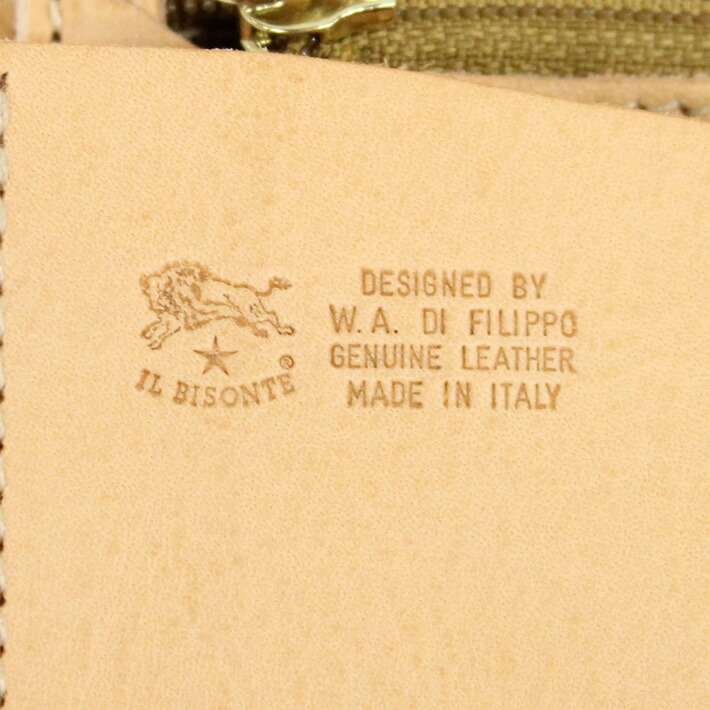 IL BISONTE®
DESIGNED BY
W. A. DI FILIPPO
GENUINE LEATHER
MADE IN ITALY